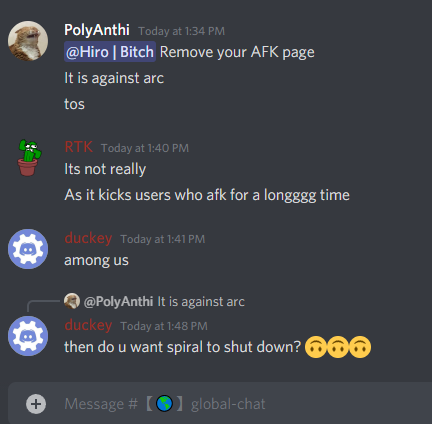 PolyAnthi Today at 1:34 PM
@Hiro | Bitch Remove your AFK page
It is against arc
tos
RTK Today at 1:40 PM
Its not really
As it kicks users who afk for a longggg time
duckey Today at 1:41 PM
among us
@PolyAnthi It is against arc
duckey Today at 1:48 PM
then do u want spiral to shut down? 🙃🙃🙃
Message #【🌎】global-chat